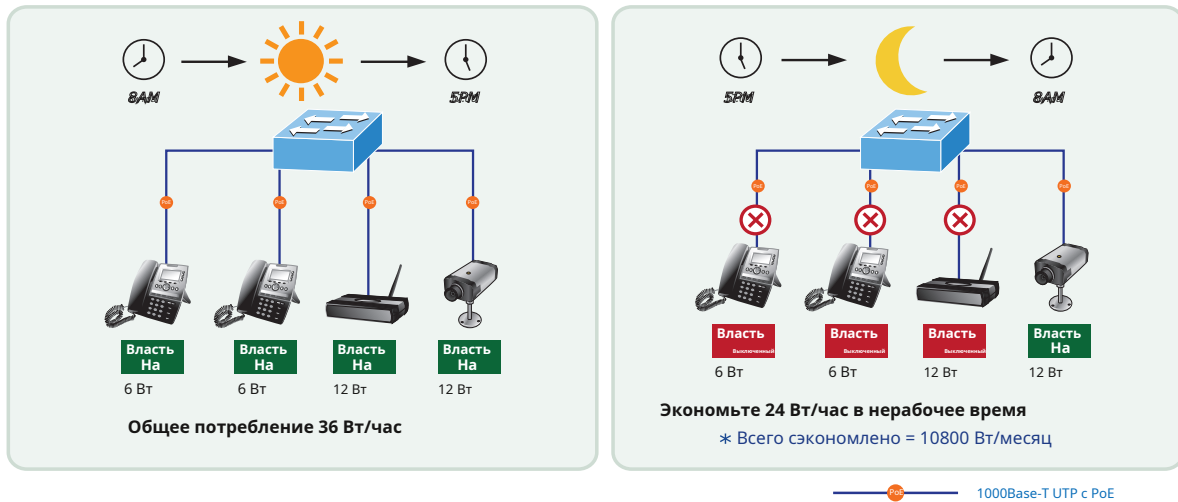 8AM
5PM
PoE
PoE
PoE
PoE
Власть
На
Власть
На
Власть
На
Власть
На
6 Вт
6 Вт
12 Вт
12 Вт
Общее потребление 36 Вт/час
5PM
8AM
PoE
PoE
PoE
PoE
Власть
Выключенный
Власть
Выключенный
Власть
Выключенный
Власть
На
6 Вт
6 Вт
12 Вт
12 Вт
Экономьте 24 Вт/час в нерабочее время
* Всего сэкономлено = 10800 Вт/месяц
PoE
1000Base-T UTP с PoE